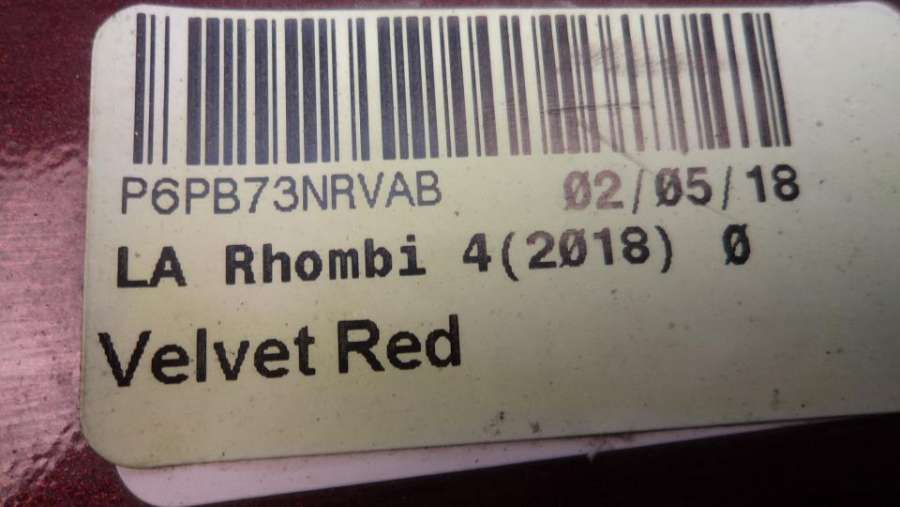 P6PB73NRVAB 02/05/18
LA Rhombi 4(2018) 0
Velvet Red